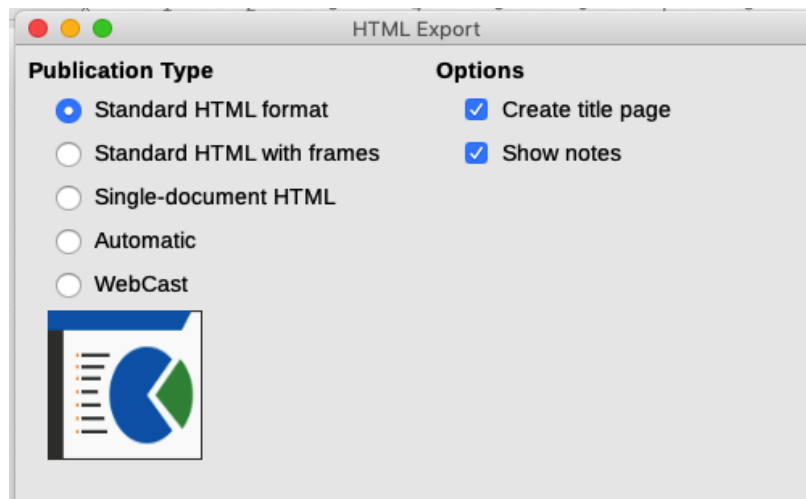 HTML Export
Publication Type
Standard HTML format
Standard HTML with frames
Single-document HTML
Automatic
WebCast
Options
Create title page
Show notes